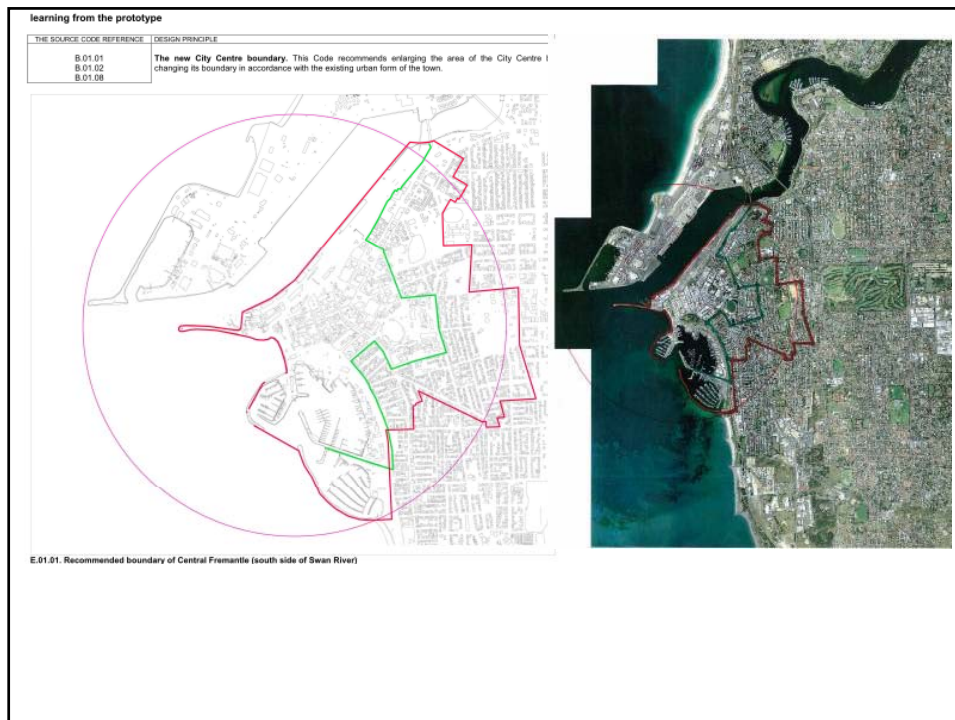 learning from the prototype
THE SOURCE CODE REFERENCE DESIGN PRINCIPLE
B.01.01
B.01.02
B.01.08
The new City Centre boundary. This Code recommends enlarging the area of the City Centre
changing its boundary in accordance with the existing urban form of the town.
E.01.01. Recommended boundary of Central Fremantle (south side of Swan River)